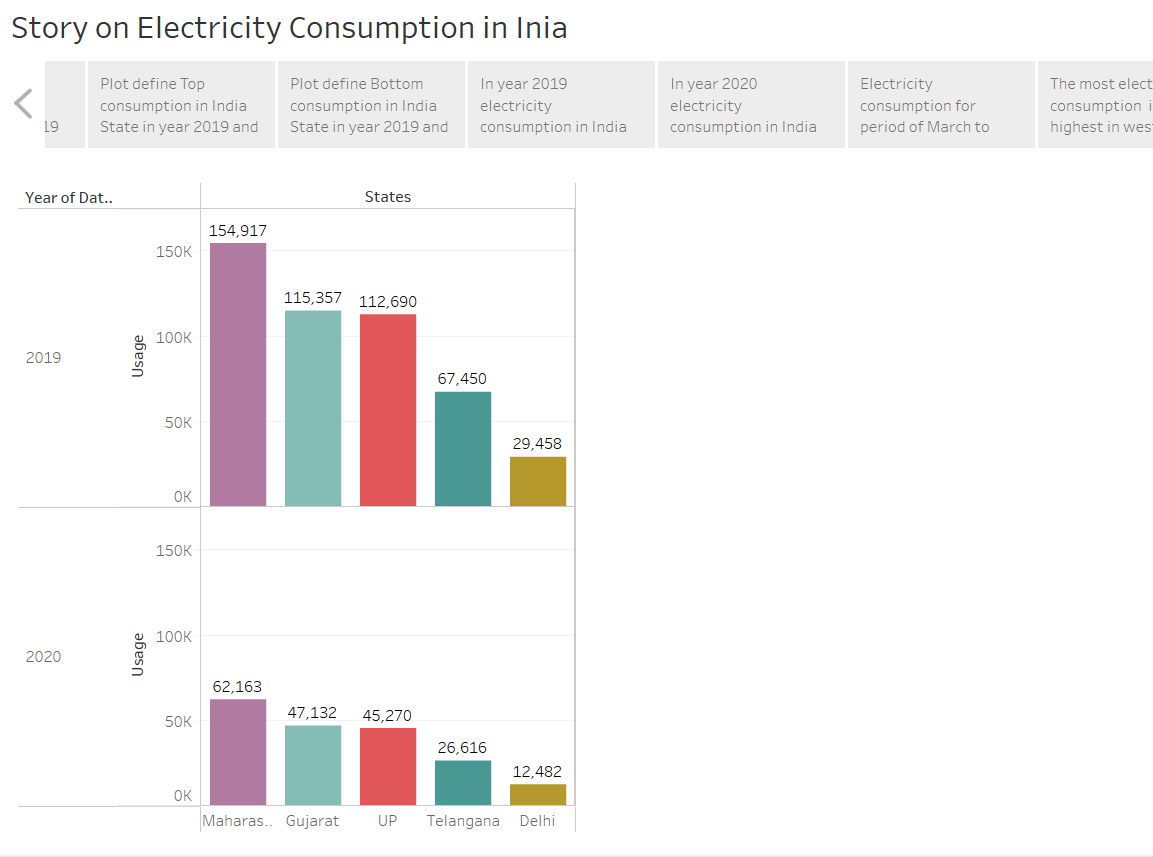 Story on Electricity Consumption in Inia
19
Plot define Top
consumption in India
State in year 2019 and
Plot define Bottom
consumption in India
State in year 2019 and
In year 2019
electricity
consumption in India
In year 2020
electricity
consumption in India
Electricity
consumption for
period of March to
The most elect
consumption i
highest in wes
Year of Dat..
States
2019
Usage
150K
100K
50K
0K
154,917
115,357
112,690
67,450
29,458
2020
Usage
150K
100K
50K
0K
62,163
47,132
45,270
26,616
12,482
Maharas..
Gujarat
UP
Telangana
Delhi